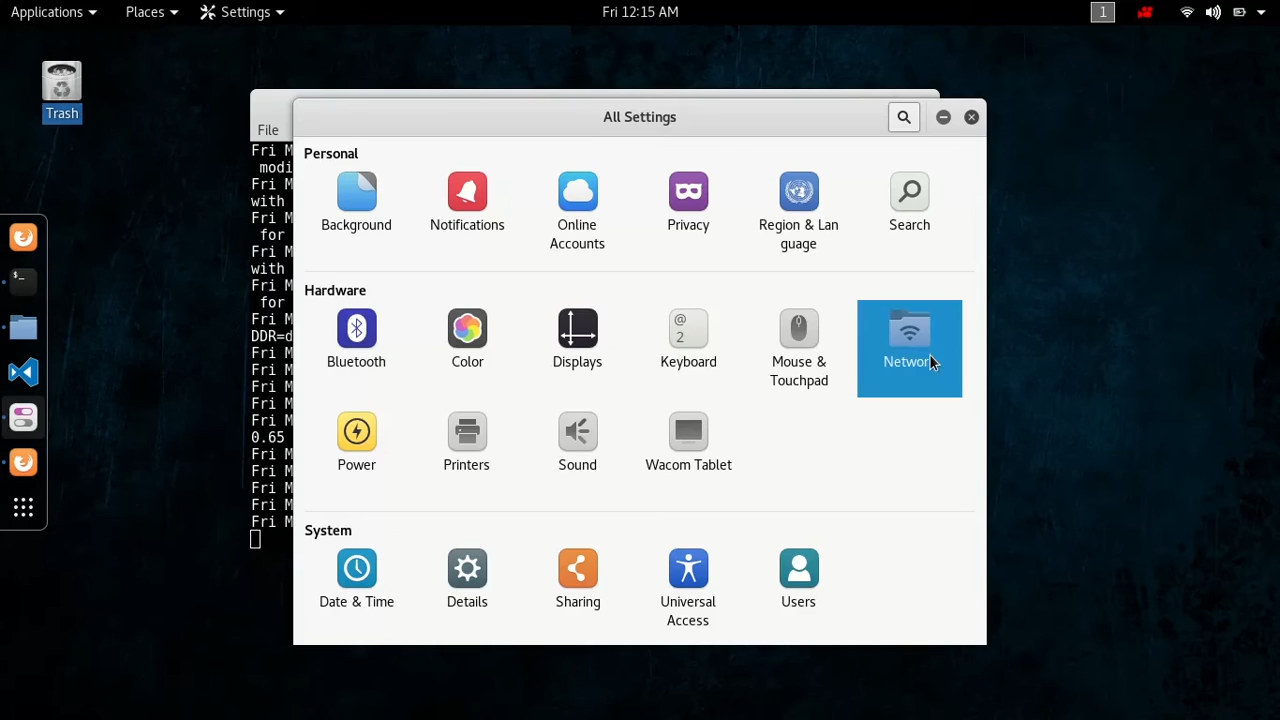 Applications Places Settings Fri 12:15 AM 1
Trash
File
All Settings
Fri M
modi
Fri M
with
Fri M
for
Fri M
with
Fri M
for
Fri M
DDR=d
Fri M
Fri M
Fri M
Fri M
Fri M
0.65
Fri M
Fri M
Fri M
Fri M
Fri M
Personal
Background
Notifications
Online
Accounts
Privacy
Region & Lan
guage
Search
Hardware
Bluetooth
Color
Displays
@
2
Keyboard
Mouse &
Touchpad
Network
Power
Printers
Sound
Wacom Tablet
System
Date & Time
Details
Sharing
Universal
Access
Users